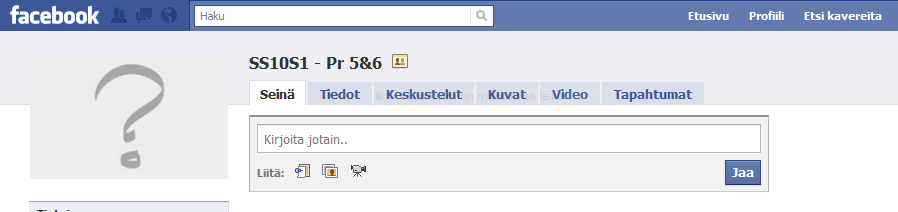 facebook Haku Etusivu Profiili Etsi kavereita
SS10S1 - Pr 5&6
Seinä Tiedot Keskustelut Kuvat Video Tapahtumat
Kirjoita jotain..
Liitä: Jaa